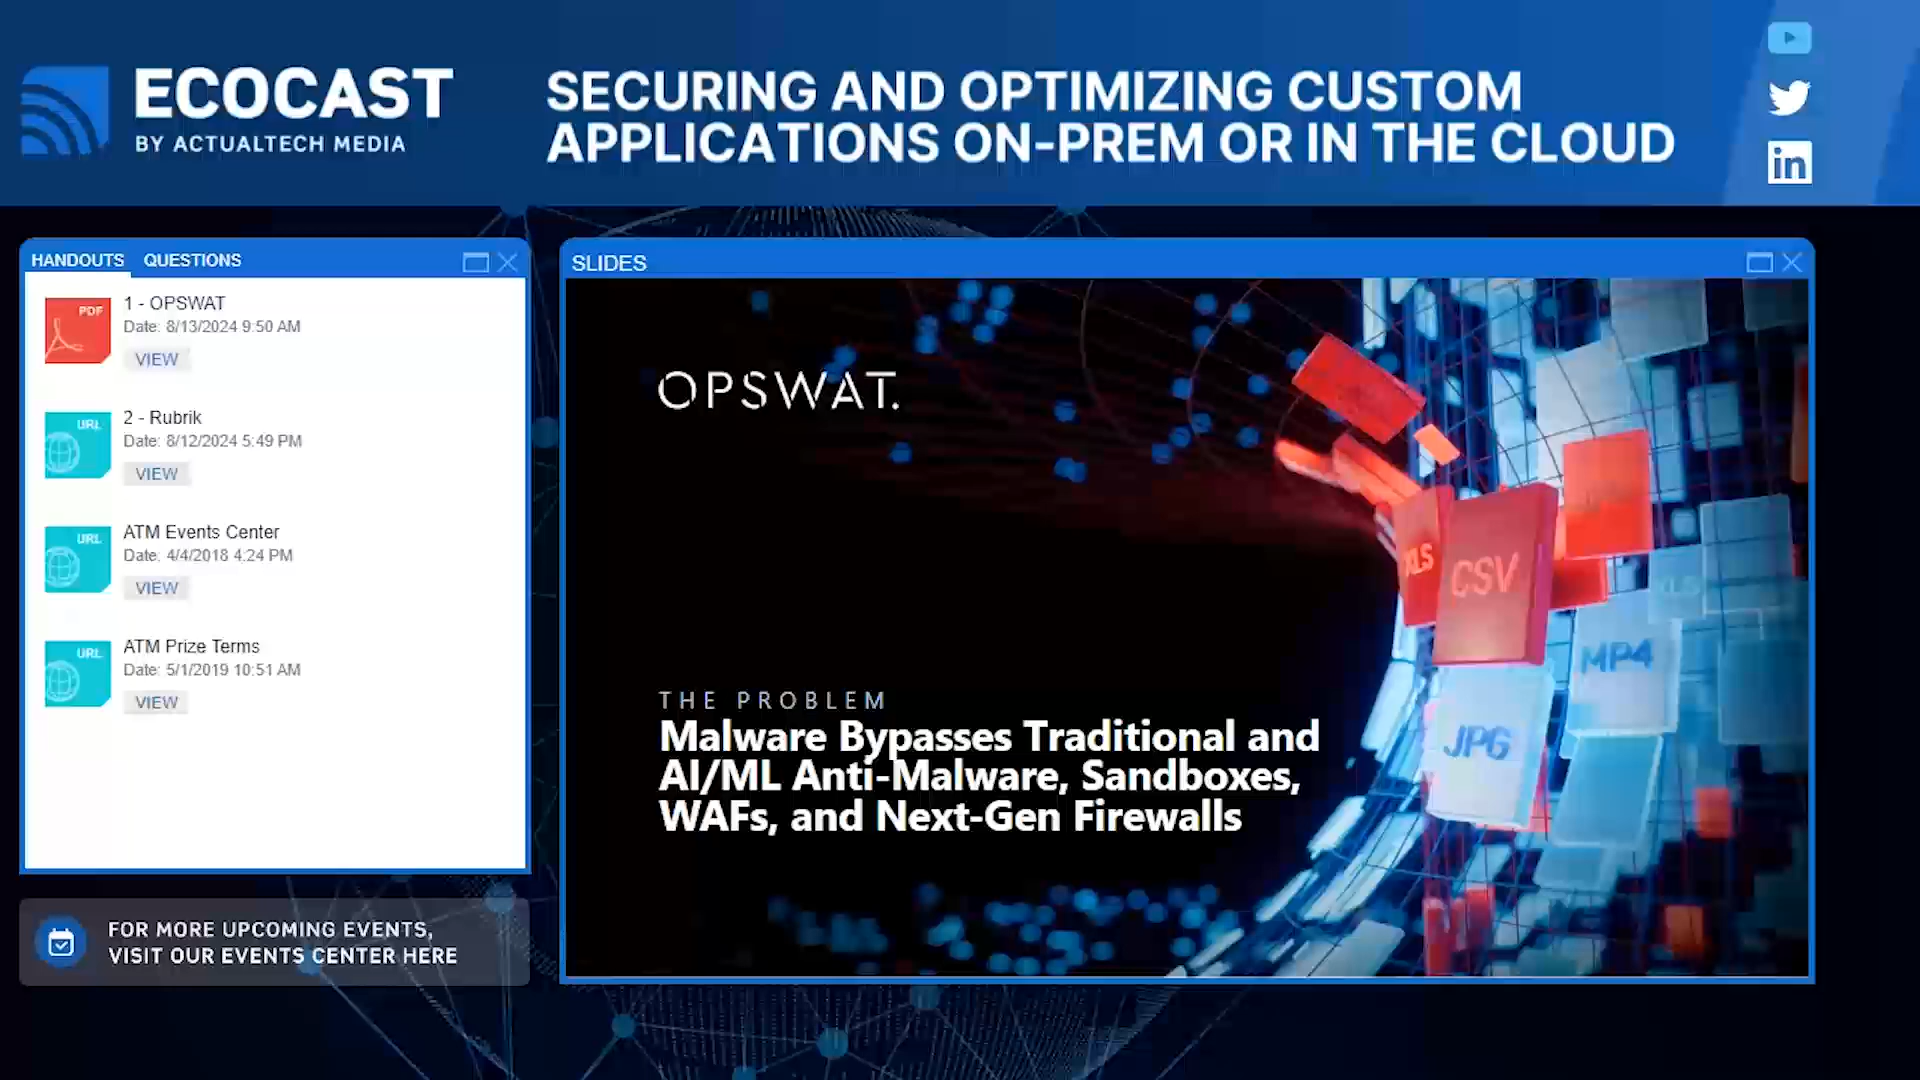 ECOCAST
BY ACTUALTECH MEDIA
SECURING AND OPTIMIZING CUSTOM
APPLICATIONS ON-PREM OR IN THE CLOUD
in
HANDOUTS QUESTIONS
PDF
1 - OPSWAT
Date: 8/13/2024 9:50 AM
VIEW
URL
2 - Rubrik
Date: 8/12/2024 5:49 PM
VIEW
URL
ATM Events Center
Date: 4/4/2018 4:24 PM
VIEW
URL
ATM Prize Terms
Date: 5/1/2019 10:51 AM
VIEW
FOR MORE UPCOMING EVENTS,
VISIT OUR EVENTS CENTER HERE
SLIDES
OPSWAT.
THE PROBLEM
Malware Bypasses Traditional and
AI/ML Anti-Malware, Sandboxes,
WAFs, and Next-Gen Firewalls
XLS
CSV
XLS
MP4
JPG